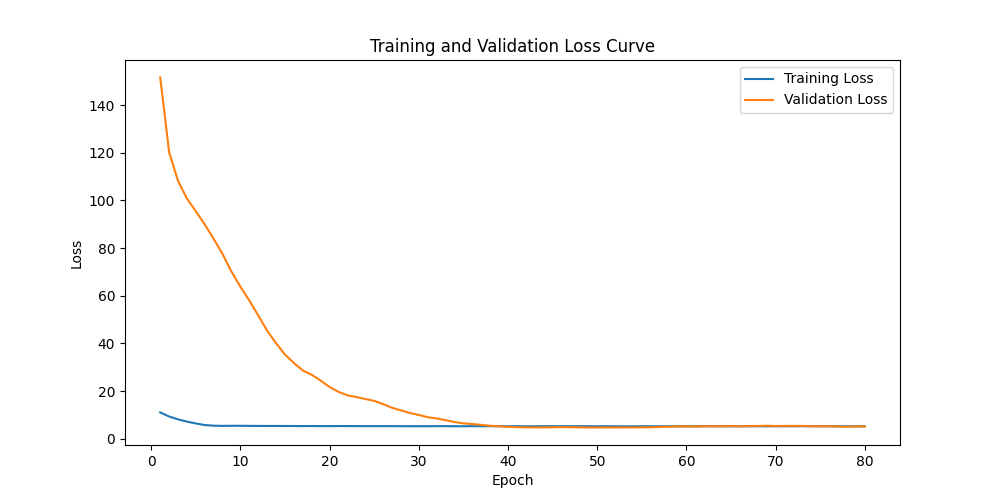 Training and Validation Loss Curve
Training Loss
Validation Loss
Loss
140
120
100
80
60
40
20
0
0 10 20 30 40 50 60 70 80
Epoch